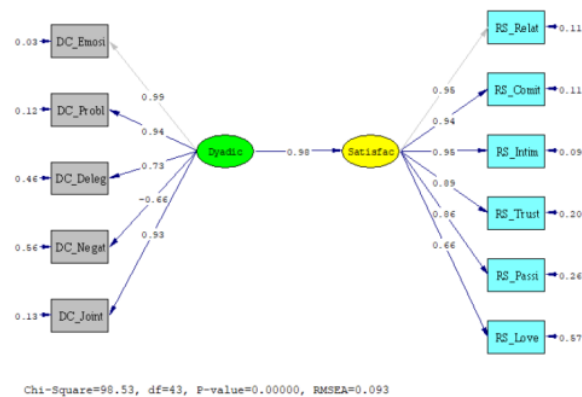 0.03 DC_Emosi
0.12 DC_Probl
0.46 DC_Deleg
0.56 DC_Negat
0.13 DC_Joint
0.99
0.94
0.73
-0.66
0.93
Dyadic
0.98
Satisfac
0.95
0.94
0.95
0.89
0.86
0.66
RS_Relat 0.11
RS_Comit 0.11
RS_Intim 0.09
RS_Trust 0.20
RS_Passi 0.26
RS_Love 0.57
Chi-Square=98.53, df=43, P-value=0.00000, RMSEA=0.093